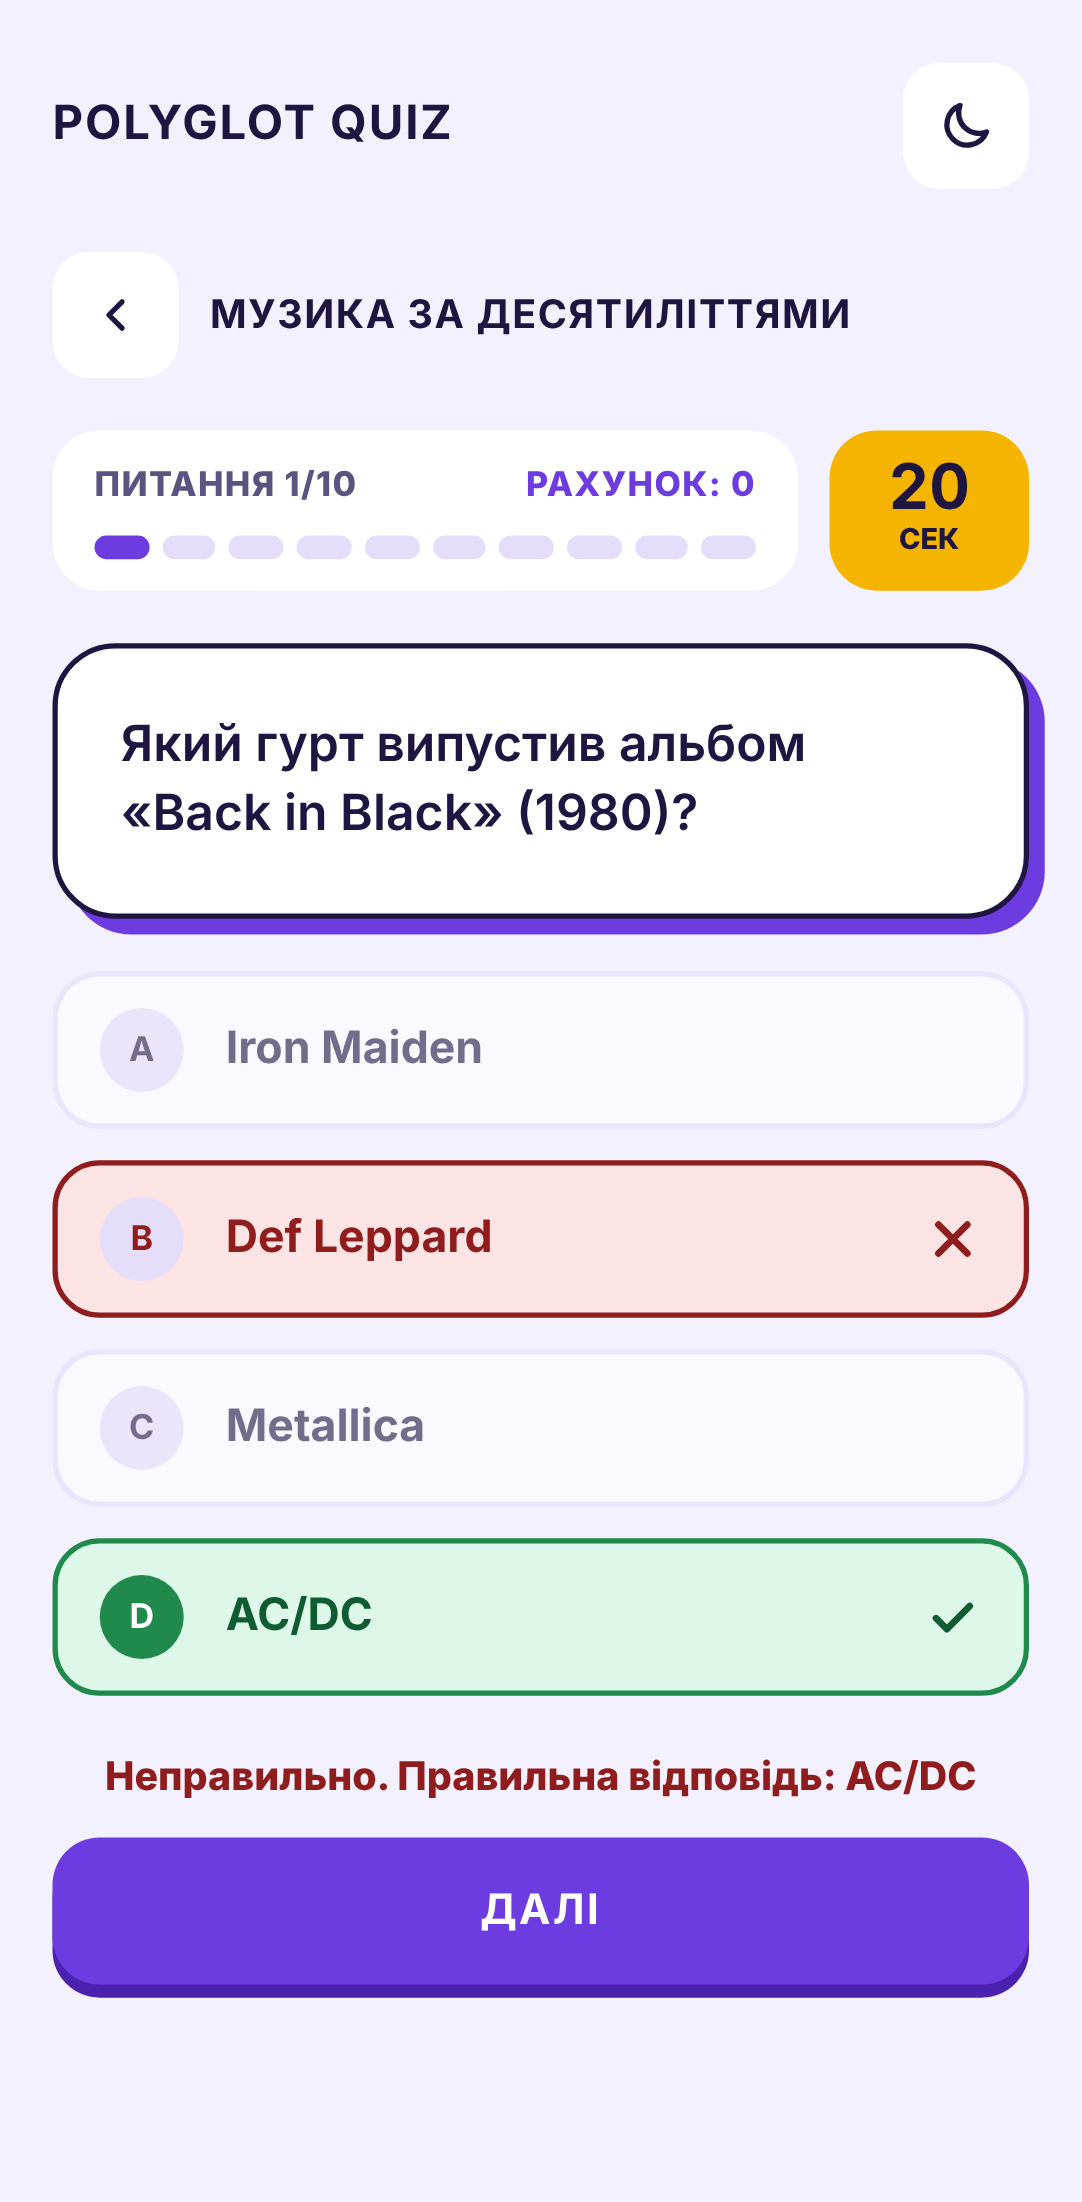 POLYGLOT QUIZ
МУЗИКА ЗА ДЕСЯТИЛІТТЯМИ
ПИТАННЯ 1/10
РАХУНОК: 0
20
СЕК
Який гурт випустив альбом
«Back in Black» (1980)?
A
Iron Maiden
B
Def Leppard
C
Metallica
D
AC/DC
Неправильно. Правильна відповідь: AC/DC
ДАЛІ